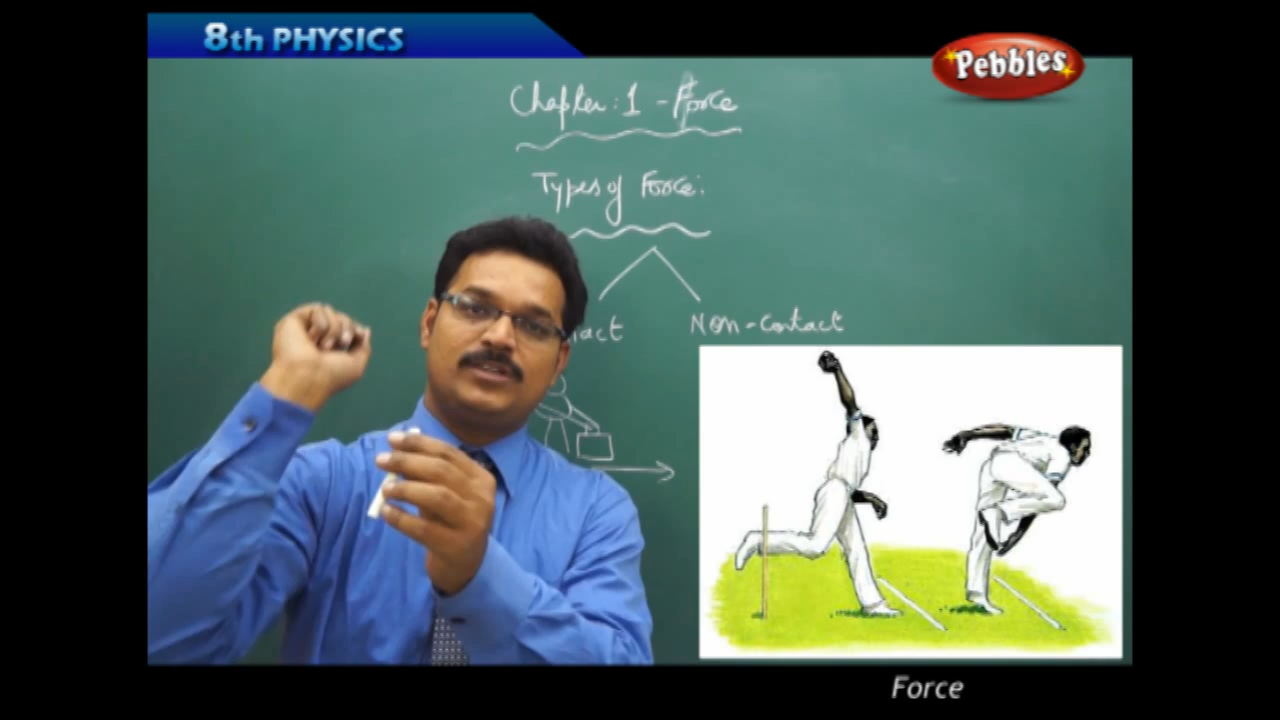 8th PHYSICS
Pebbles
Chapter: 1 - Force
Types of Force:
Non-Contact
Force